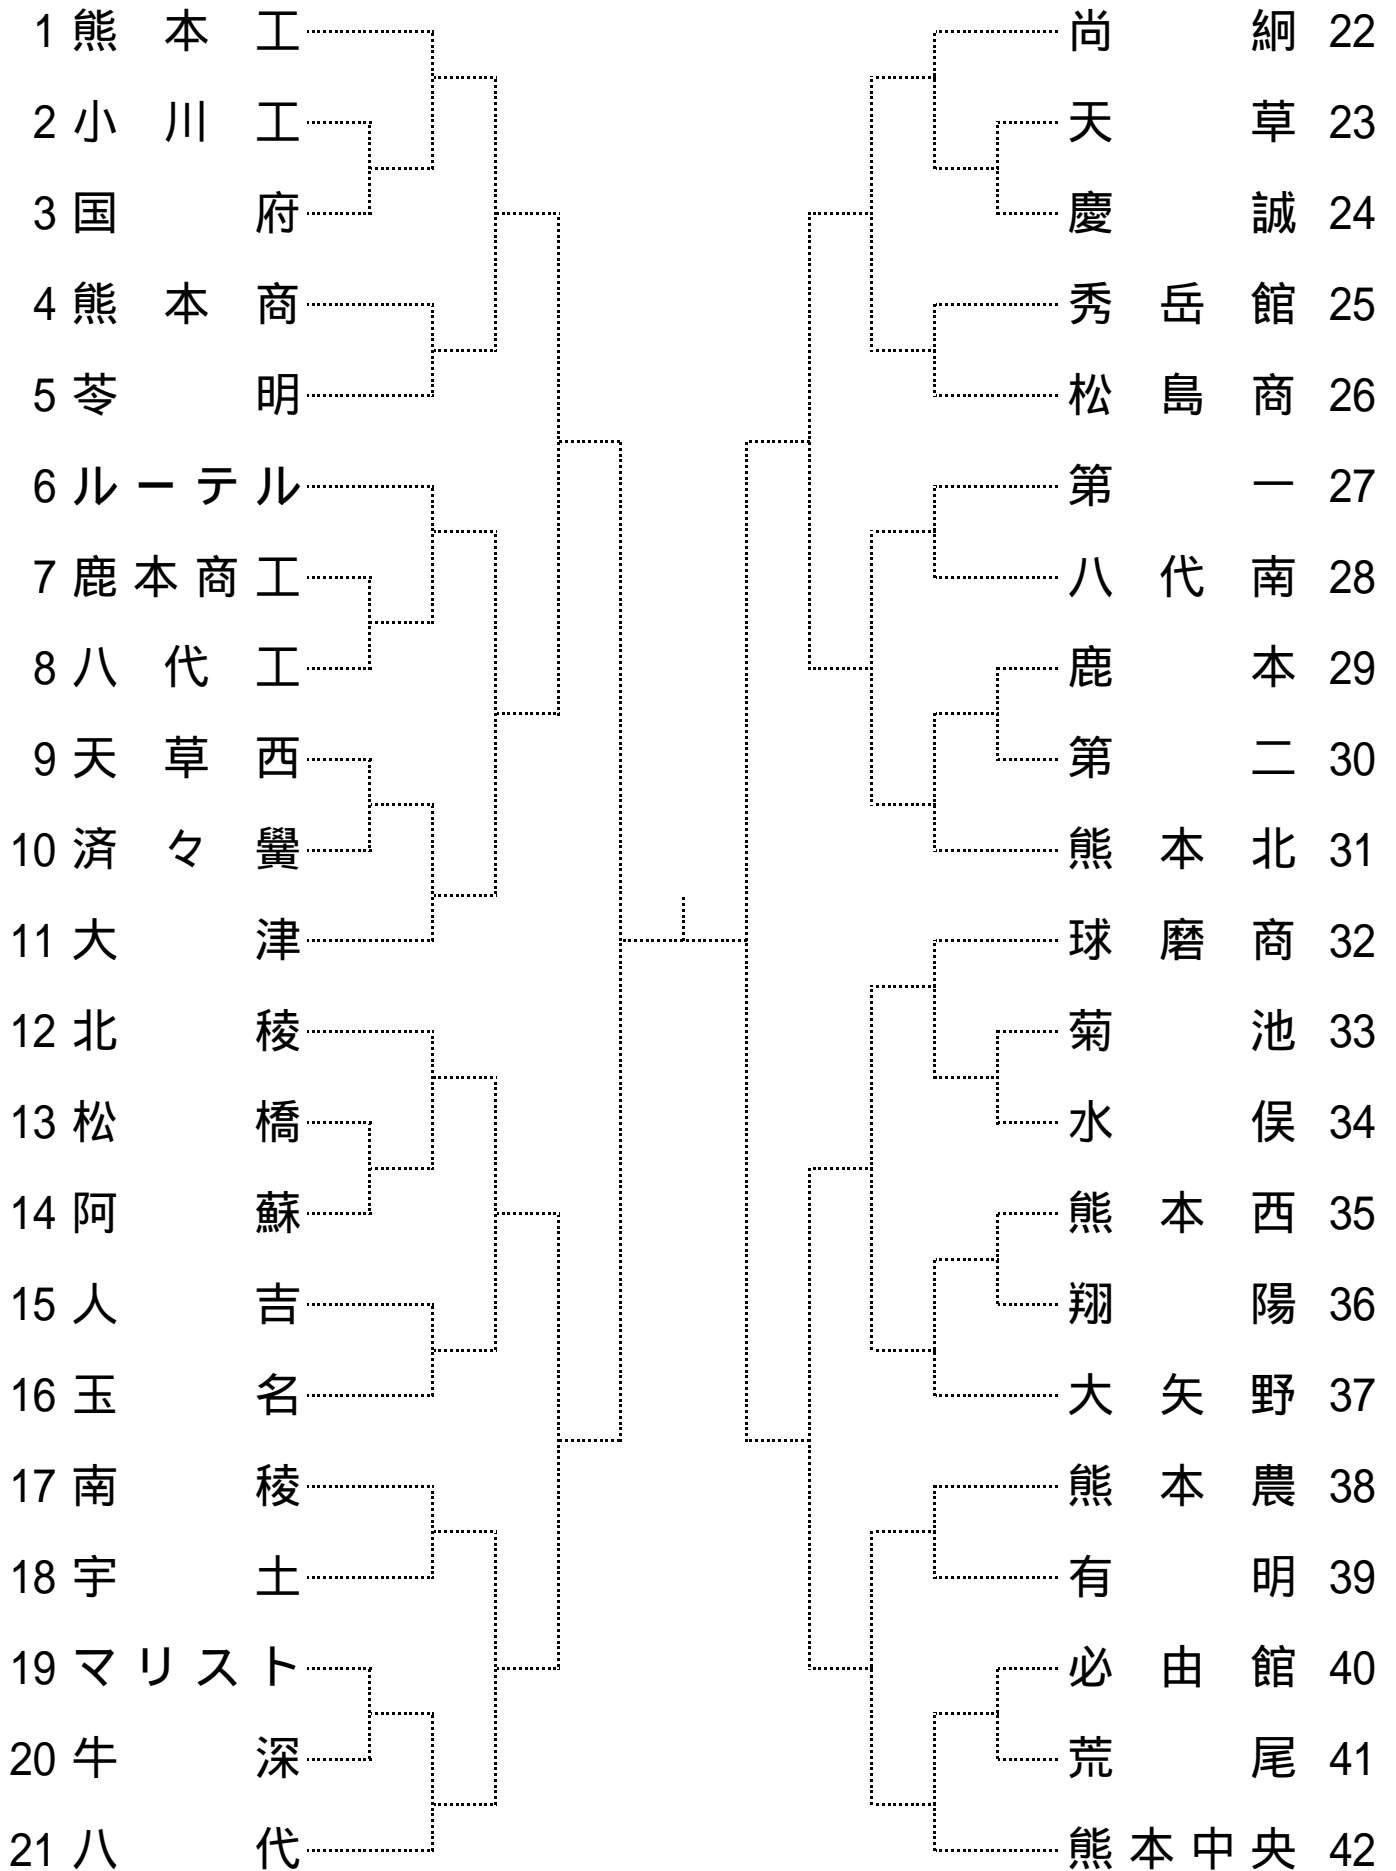 1 熊本工
2 小川工
3 国府
4 熊本商
5 苓明
6 ルーテル
7 鹿本商工
8 八代工
9 天草西
10 済々黌
11 大津
12 北稜
13 松橋
14 阿蘇
15 人吉
16 玉名
17 南稜
18 宇土
19 マリスト
20 牛深
21 八代
尚絅 22
天草 23
慶誠 24
秀岳館 25
松島商 26
第一 27
八代南 28
鹿本 29
第二 30
熊本北 31
球磨商 32
菊池 33
水俣 34
熊本西 35
翔陽 36
大矢野 37
熊本農 38
有明 39
必由館 40
荒尾 41
熊本中央 42